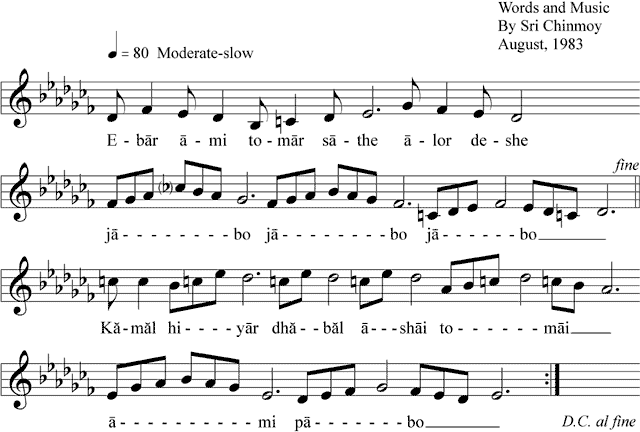 Words and Music
By Sri Chinmoy
August, 1983
= 80 Moderate-slow
E - bār ā - mi to - mār sā - the ā - lor de - she
fine
jā - - - - - - - - - - - bo jā - - - - - - - - - bo jā - - - - - - - - bo
Kă - măł hi - - - - yār dhă - băl ā - shāi to - - - - - - māi
ā - - - - - - - - - - - - mi pā - - - - - - bo
D.C. al fine